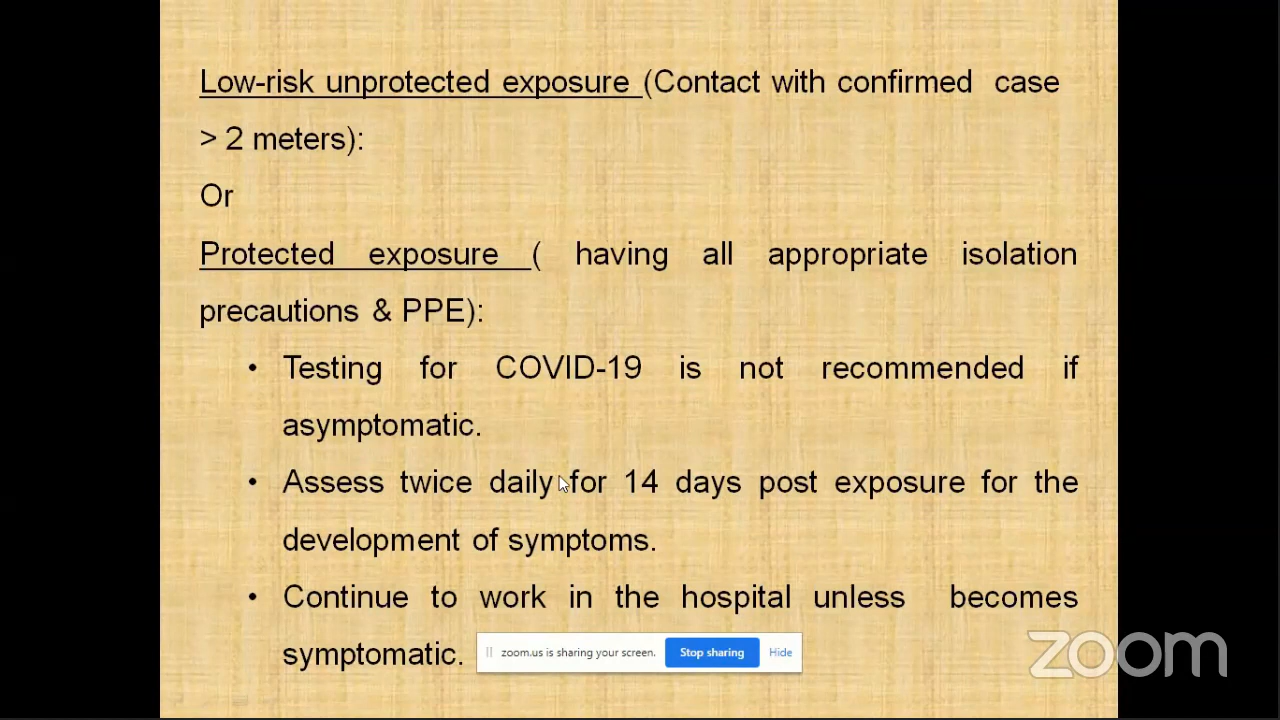 Low-risk unprotected exposure (Contact with confirmed case
> 2 meters):
Or
Protected exposure ( having all appropriate isolation
precautions & PPE):
• Testing for COVID-19 is not recommended if
asymptomatic.
• Assess twice daily for 14 days post exposure for the
development of symptoms.
• Continue to work in the hospital unless becomes
symptomatic.
zoom.us is sharing your screen. Stop sharing Hide
zoom